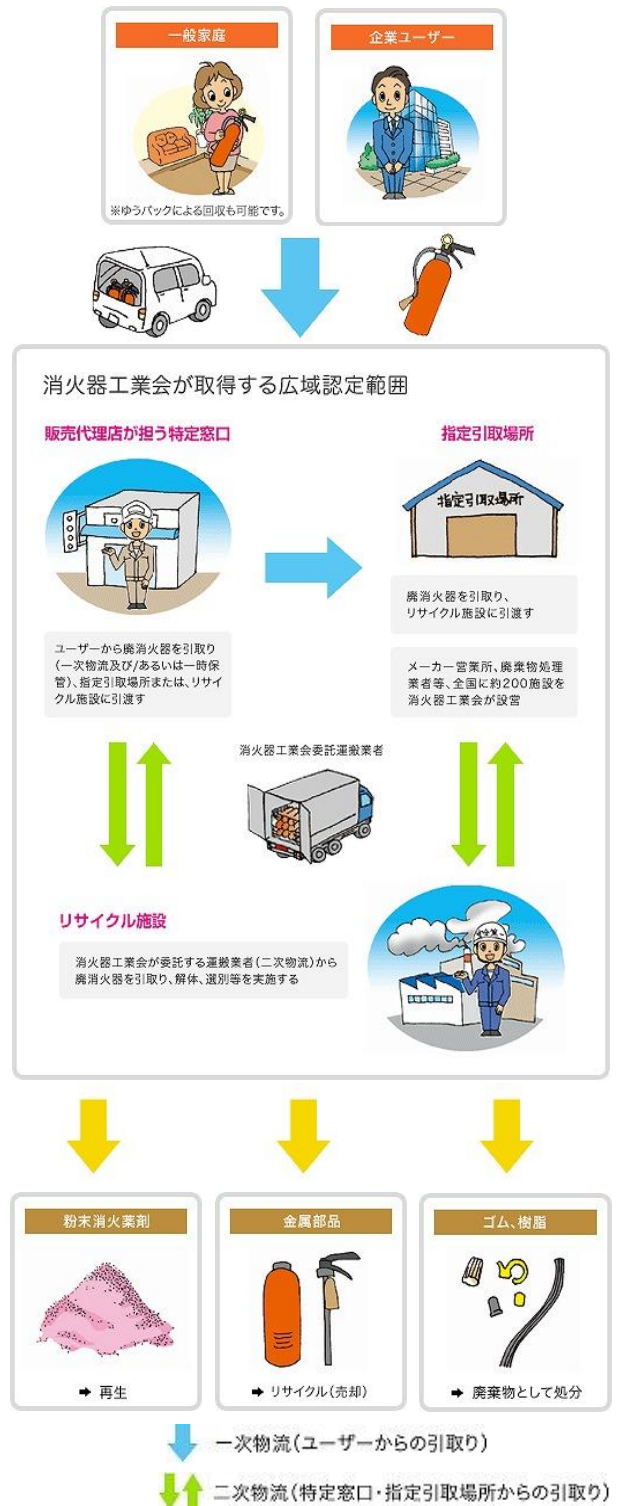 一般家庭
企業ユーザー
※ゆうパックによる回収も可能です。
消火器工業会が取得する広域認定範囲
販売代理店が担う特定窓口
指定引取場所
指定引取場所
廃消火器を引取り、
リサイクル施設に引渡す
ユーザーから廃消火器を引取り
(一次物流及び/あるいは一時保
管)、指定引取場所または、リサイ
クル施設に引渡す
メーカー営業所、廃棄物処理
業者等、全国に約200施設を
消火器工業会が設営
消火器工業会委託運搬業者
リサイクル施設
消火器工業会が委託する運搬業者(二次物流)から
廃消火器を引取り、解体、選別等を実施する
粉末消火薬剤
金属部品
ゴム、樹脂
➡ 再生
➡ リサイクル(売却)
➡ 廃棄物として処分
一次物流(ユーザーからの引取り)
二次物流(特定窓口・指定引取場所からの引取り)